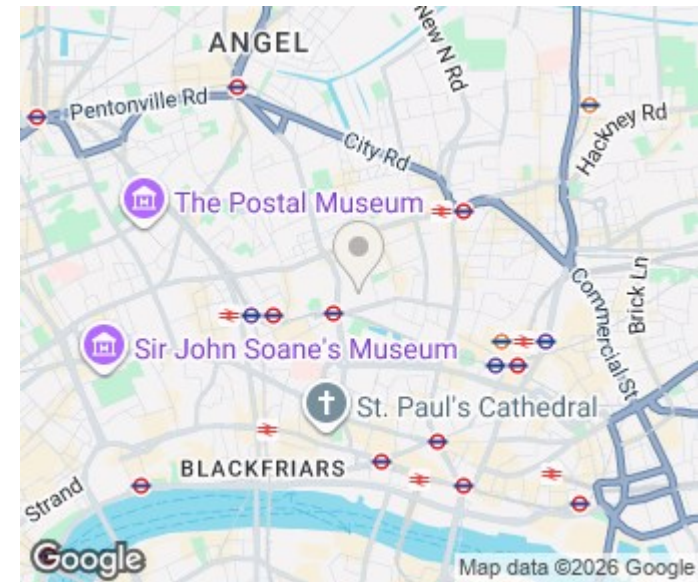 ANGEL
New N Rd
Pentonville Rd
Hackney Rd
City Rd
The Postal Museum
Commercial St
Brick Ln
Sir John Soane's Museum
St. Paul's Cathedral
BLACKFRIARS
Strand
Google
Map data ©2026 Google